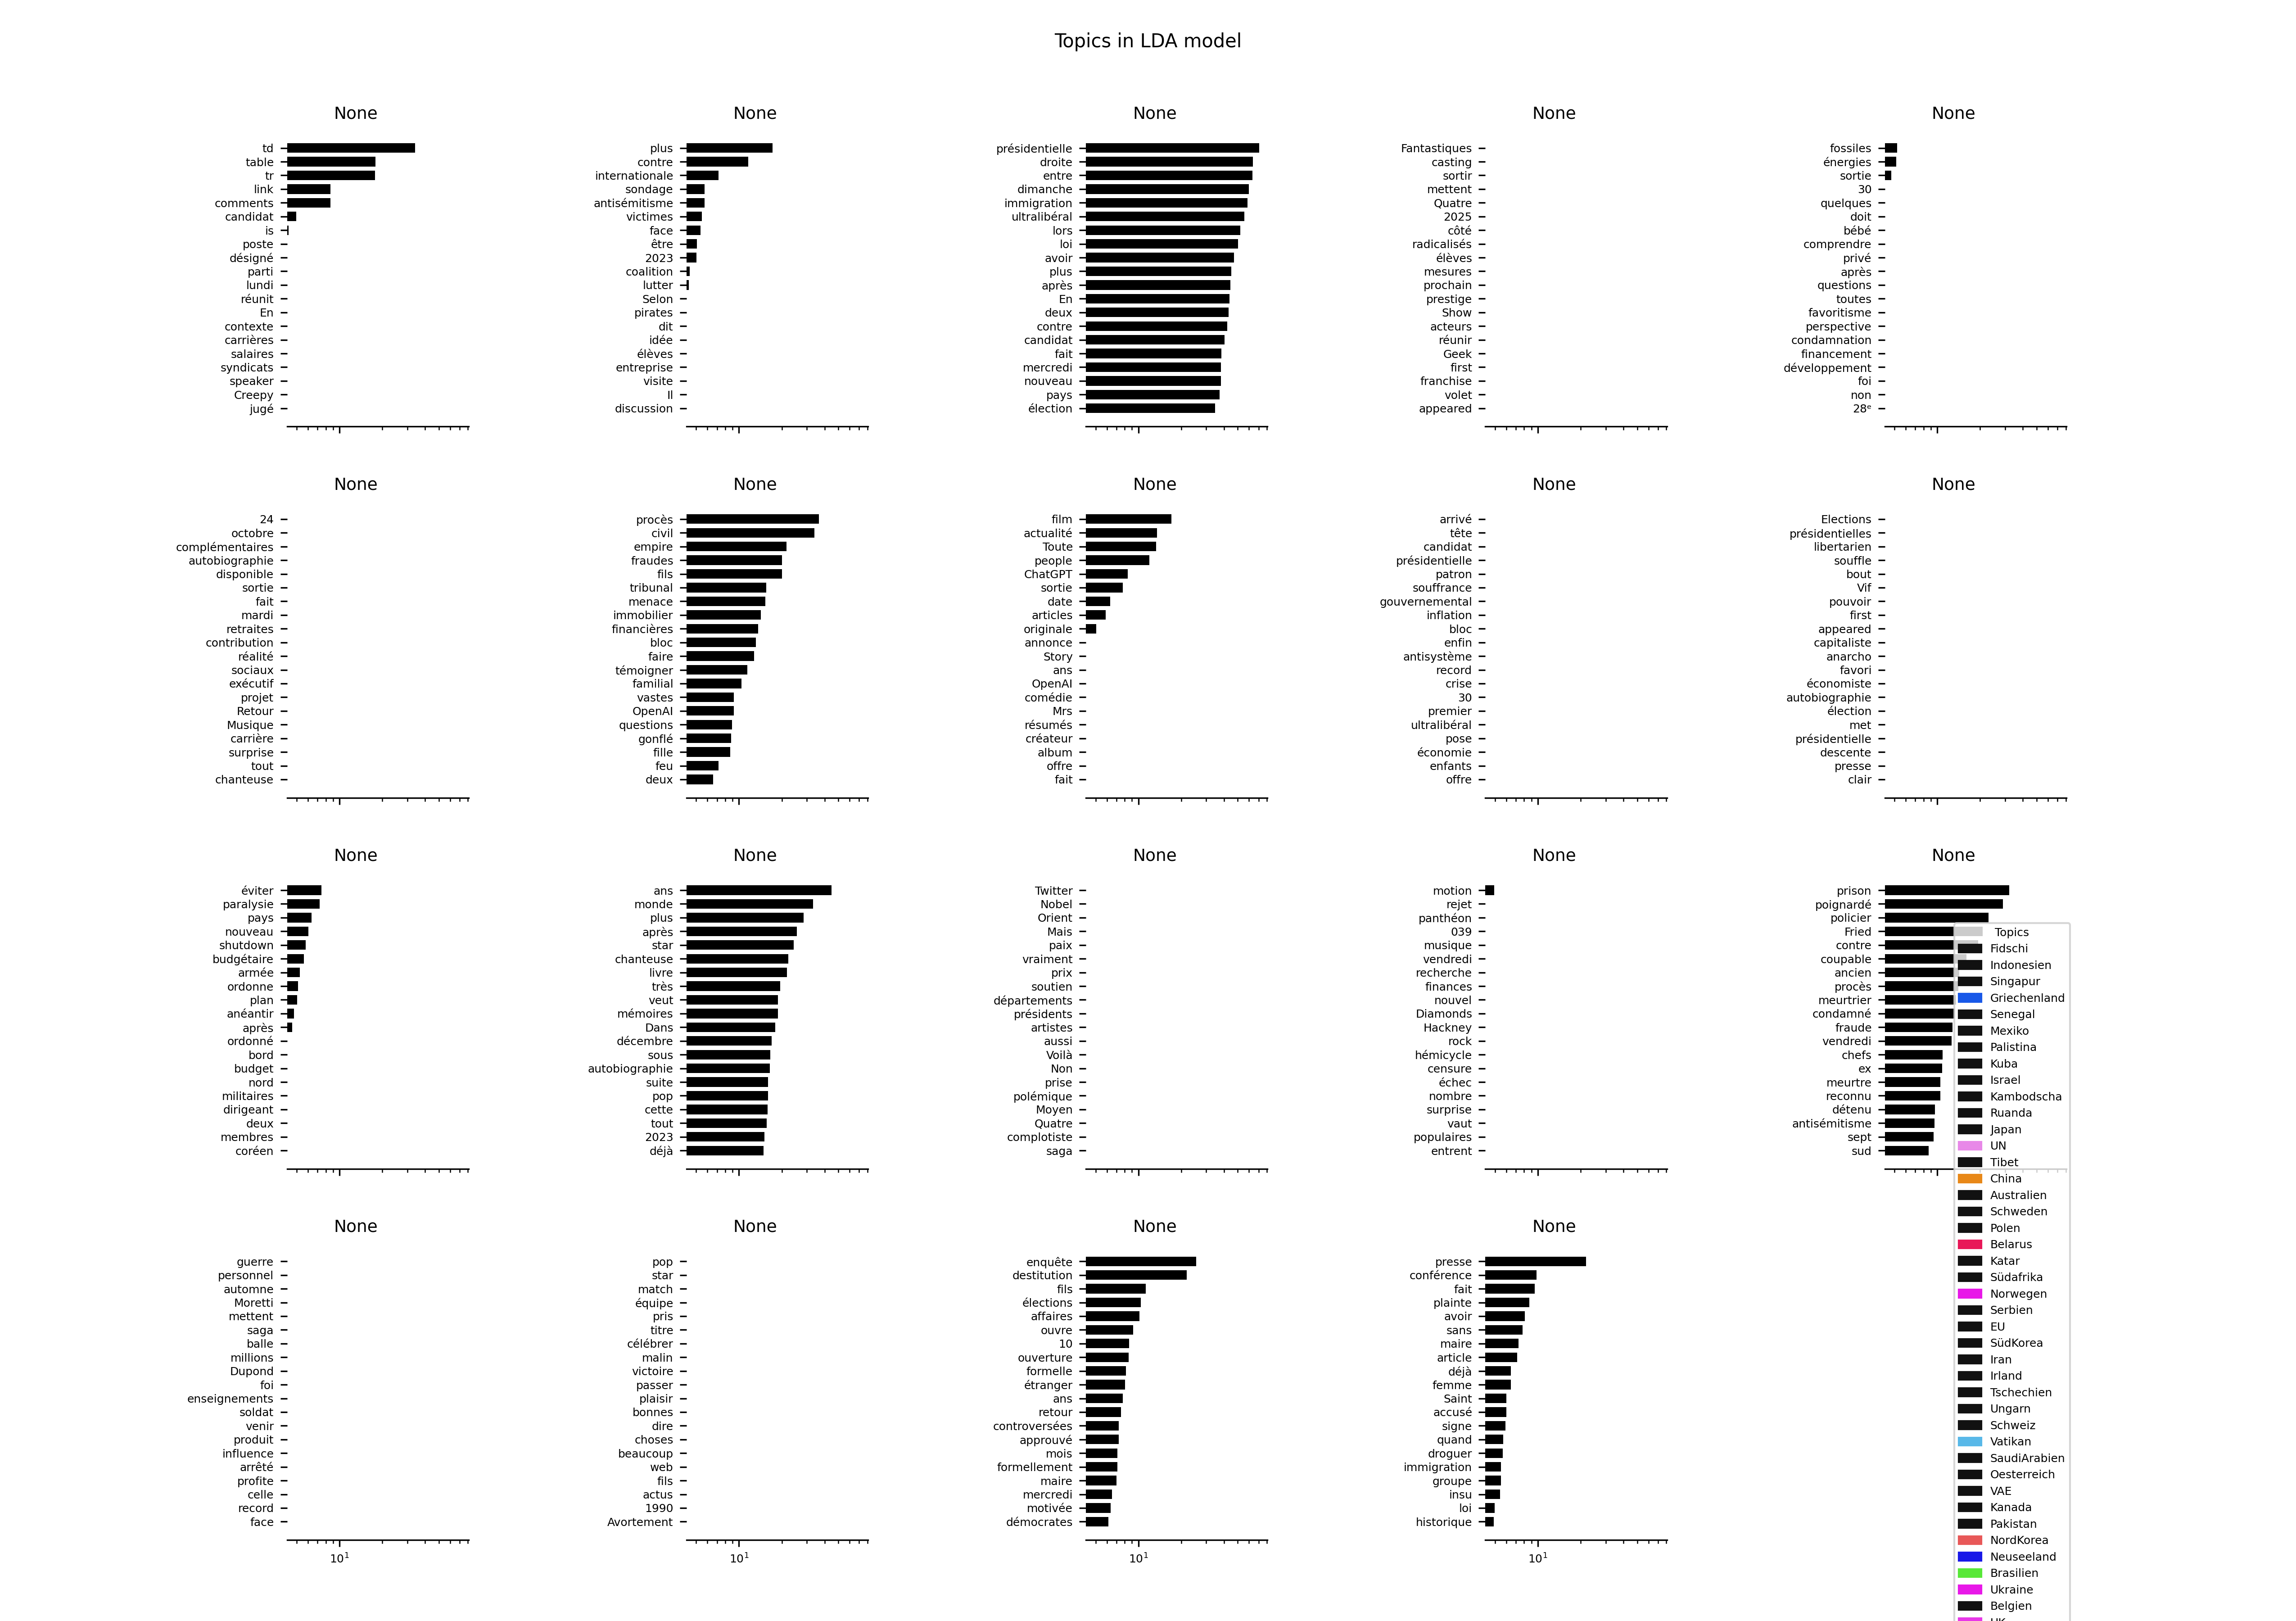 Topics in LDA model
None
td
table
tr
link
comments
candidat
is
poste
désigné
parti
lundi
réunit
En
contexte
carrières
salaires
syndicats
speaker
Creepy
jugé
None
plus
contre
internationale
sondage
antisémitisme
victimes
face
être
2023
coalition
lutter
Selon
pirates
dit
idée
élèves
entreprise
visite
Il
discussion
None
présidentielle
droite
entre
dimanche
immigration
ultralibéral
lors
loi
avoir
plus
après
En
deux
contre
candidat
fait
mercredi
nouveau
pays
élection
None
Fantastiques
casting
sortir
mettent
Quatre
2025
côté
radicalisés
élèves
mesures
prochain
prestige
Show
acteurs
réunir
Geek
first
franchise
volet
appeared
None
fossiles
énergies
sortie
30
quelques
doit
bébé
comprendre
privé
après
questions
toutes
favoritisme
perspective
condamnation
financement
développement
foi
non
28ᵉ
None
24
octobre
complémentaires
autobiographie
disponible
sortie
fait
mardi
retraites
contribution
réalité
sociaux
exécutif
projet
Retour
Musique
carrière
surprise
tout
chanteuse
None
procès
civil
empire
fraudes
fils
tribunal
menace
immobilier
financières
bloc
faire
témoigner
familial
vastes
OpenAI
questions
gonflé
fille
feu
deux
None
film
actualité
Toute
people
ChatGPT
sortie
date
articles
originale
annonce
Story
ans
OpenAI
comédie
Mrs
résumés
créateur
album
offre
fait
None
arrivé
tête
candidat
présidentielle
patron
souffrance
gouvernemental
inflation
bloc
enfin
antisystème
record
crise
30
premier
ultralibéral
pose
économie
enfants
offre
None
Elections
présidentielles
libertarien
souffle
bout
Vif
pouvoir
first
appeared
capitaliste
anarcho
favori
économiste
autobiographie
élection
met
présidentielle
descente
presse
clair
None
éviter
paralysie
pays
nouveau
shutdown
budgétaire
armée
ordonne
plan
anéantir
après
ordonné
bord
budget
nord
militaires
dirigeant
deux
membres
coréen
None
ans
monde
plus
après
star
chanteuse
livre
très
veut
mémoires
Dans
décembre
sous
autobiographie
suite
pop
cette
tout
2023
déjà
None
Twitter
Nobel
Orient
Mais
paix
vraiment
prix
soutien
départements
présidents
artistes
aussi
Voilà
Non
prise
polémique
Moyen
Quatre
complotiste
saga
None
motion
rejet
panthéon
039
musique
vendredi
recherche
finances
nouvel
Diamonds
Hackney
rock
hémicycle
censure
échec
nombre
surprise
vaut
populaires
entrent
None
prison
poignardé
policier
Fried
contre
coupable
ancien
procès
meurtrier
condamné
fraude
vendredi
chefs
ex
meurtre
reconnu
détenu
antisémitisme
sept
sud
None
guerre
personnel
automne
Moretti
mettent
saga
balle
millions
Dupond
foi
enseignements
soldat
venir
produit
influence
arrêté
profite
celle
record
face
10¹
None
pop
star
match
équipe
pris
titre
célébrer
malin
victoire
passer
plaisir
bonnes
dire
choses
beaucoup
web
fils
actus
1990
Avortement
10¹
None
enquête
destitution
fils
élections
affaires
ouvre
10
ouverture
formelle
étranger
ans
retour
controversées
approuvé
mois
formellement
maire
mercredi
motivée
démocrates
10¹
None
presse
conférence
fait
plainte
avoir
sans
maire
article
déjà
femme
Saint
accusé
signe
quand
droguer
immigration
groupe
insu
loi
historique
10¹
Topics
Fidschi
Indonesien
Singapur
Griechenland
Senegal
Mexiko
Palistina
Kuba
Israel
Kambodscha
Ruanda
Japan
UN
Tibet
China
Australien
Schweden
Polen
Belarus
Katar
Südafrika
Norwegen
Serbien
EU
SüdKorea
Iran
Irland
Tschechien
Ungarn
Schweiz
Vatikan
SaudiArabien
Oesterreich
VAE
Kanada
Pakistan
NordKorea
Neuseeland
Brasilien
Ukraine
Belgien